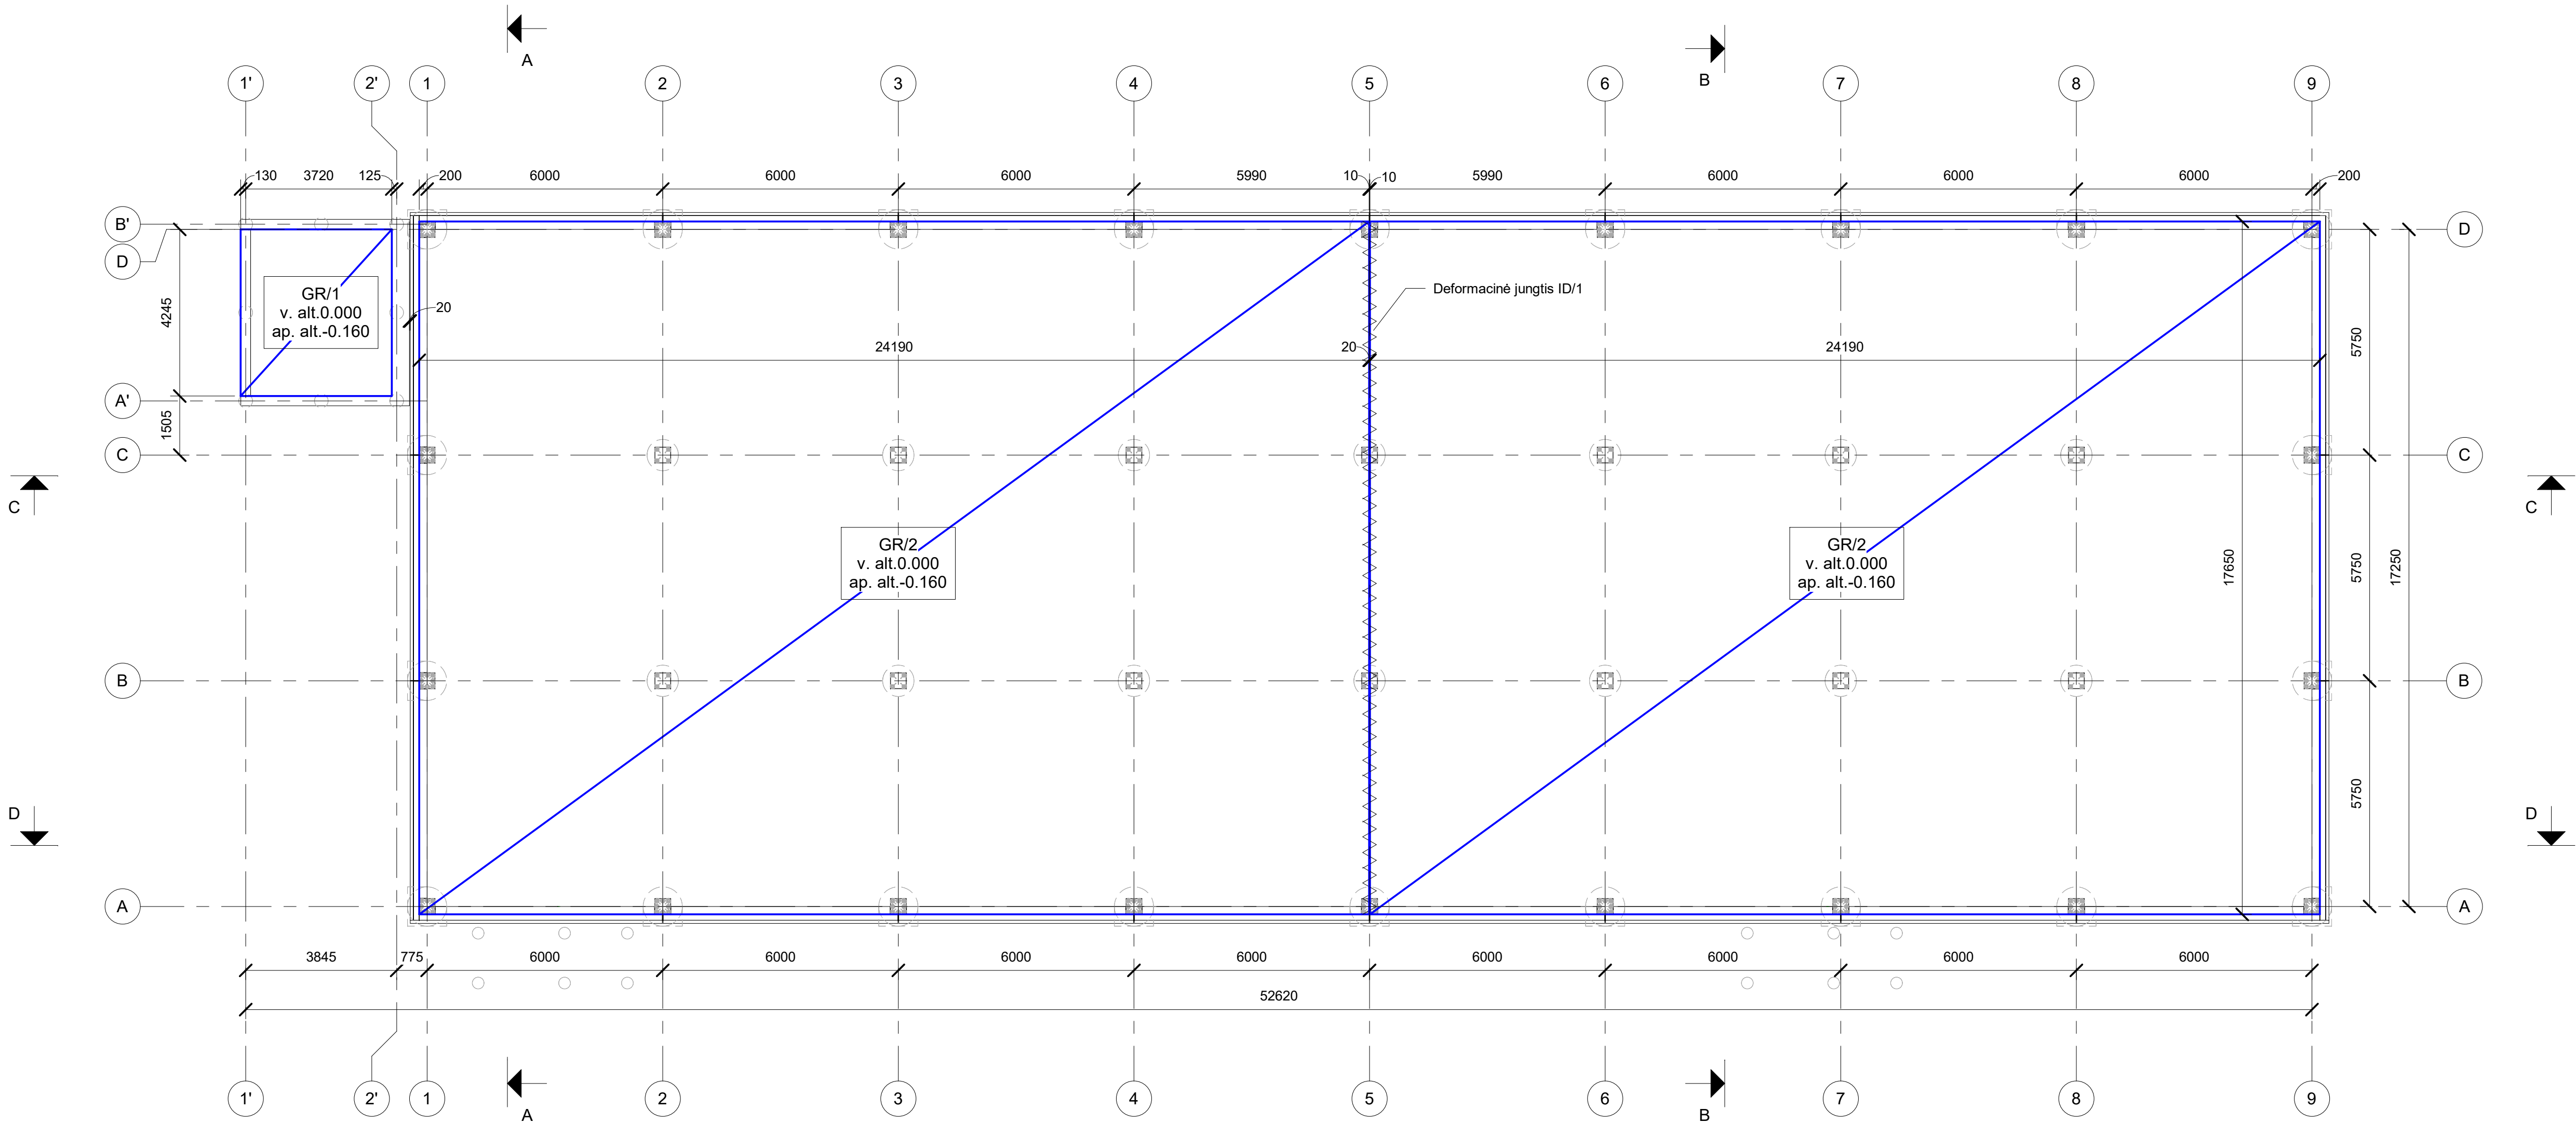 A
B
1'
2'
1
2
3
4
5
6
7
8
9
130
3720
125
200
6000
6000
6000
5990
10
10
5990
6000
6000
6000
200
B'
D
D
GR/1
v. alt.0.000
ap. alt.-0.160
20
Deformacinė jungtis ID/1
4245
5750
24190
20
24190
A'
1505
C
C
C
C
GR/2
v. alt.0.000
ap. alt.-0.160
GR/2
v. alt.0.000
ap. alt.-0.160
17650
5750
17250
B
B
D
D
5750
A
A
3845
775
6000
6000
6000
6000
6000
6000
6000
6000
52620
1'
2'
1
2
3
4
5
6
7
8
9
A
B